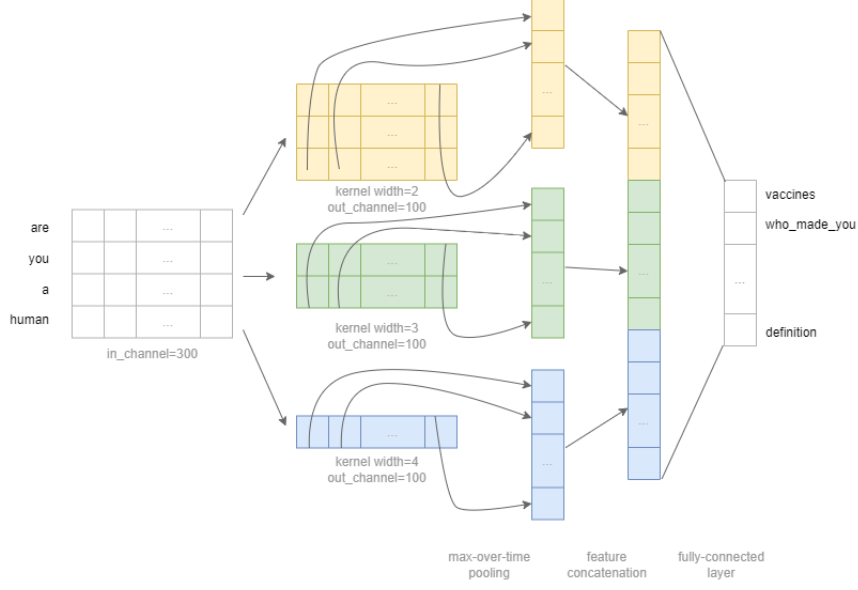 ...
...
...
...
...
...
kernel width=2
out_channel=100
vaccines
are
...
who_made_you
you
...
...
...
...
a
...
...
human
...
definition
kernel width=3
out_channel=100
in_channel=300
...
...
...
kernel width=4
out_channel=100
max-over-time
pooling
feature
concatenation
fully-connected
layer